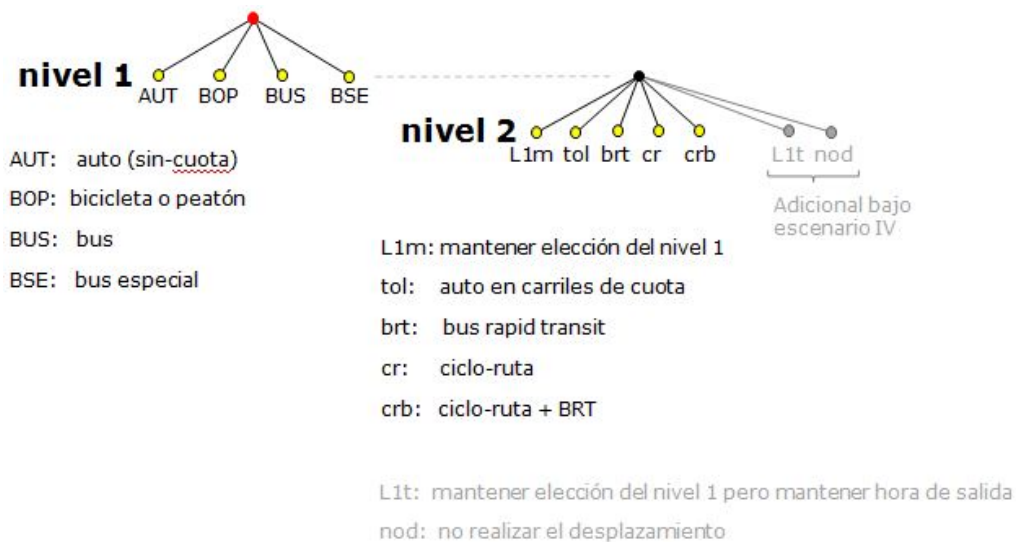 nivel 1
AUT BOP BUS BSE
nivel 2
L1m tol brt cr crb L1t nod
Adicional bajo
escenario IV
AUT: auto (sin-cuota)
BOP: bicicleta o peatón
BUS: bus
BSE: bus especial
L1m: mantener elección del nivel 1
tol: auto en carriles de cuota
brt: bus rapid transit
cr: ciclo-ruta
crb: ciclo-ruta + BRT
L1t: mantener elección del nivel 1 pero mantener hora de salida
nod: no realizar el desplazamiento